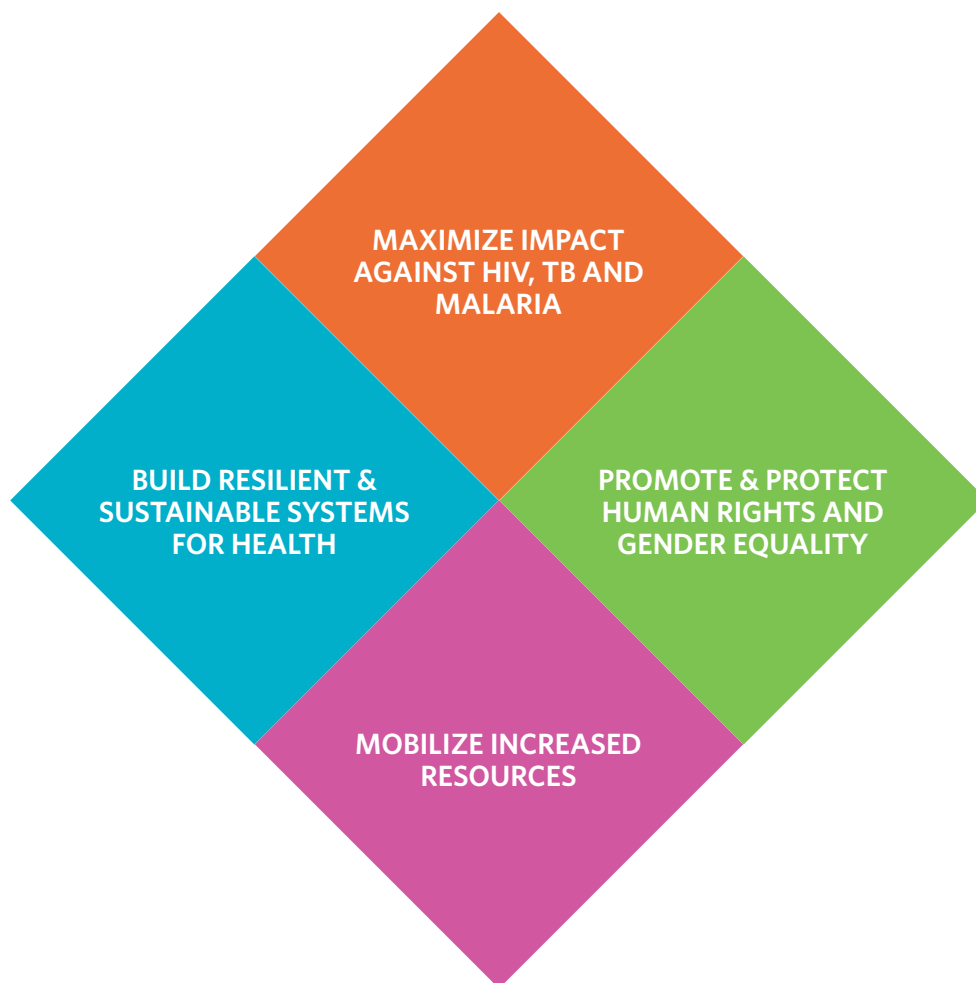 MAXIMIZE IMPACT
AGAINST HIV, TB AND
MALARIA
BUILD RESILIENT &
SUSTAINABLE SYSTEMS
FOR HEALTH
PROMOTE & PROTECT
HUMAN RIGHTS AND
GENDER EQUALITY
MOBILIZE INCREASED
RESOURCES